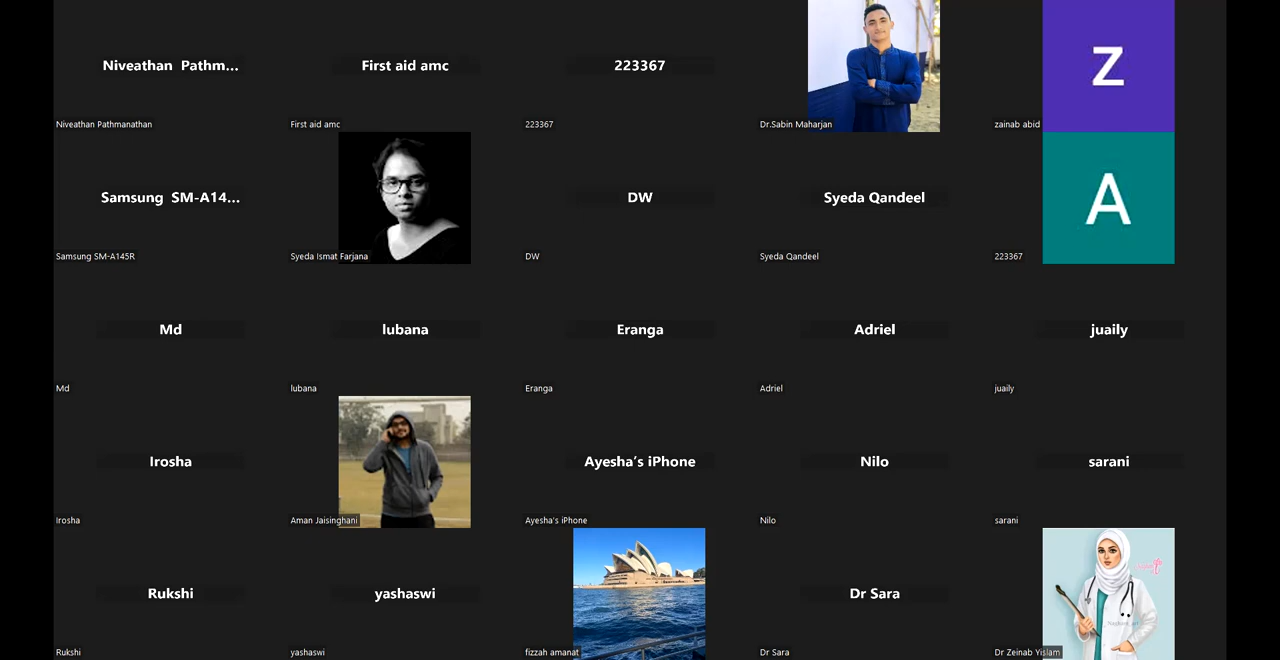 Niveathan Pathm...
First aid amc
223367
Z
Niveathan Pathmanathan
First aid amc
223367
Dr.Sabin Maharjan
zainab abid
Samsung SM-A14...
DW
Syeda Qandeel
A
Samsung SM-A145R
Syeda Ismat Farjana
DW
Syeda Qandeel
223367
Md
lubana
Eranga
Adriel
juaily
Md
lubana
Eranga
Adriel
juaily
Irosha
Ayesha's iPhone
Nilo
sarani
Irosha
Aman Jaisinghani
Ayesha's iPhone
Nilo
sarani
Rukshi
yashaswi
Dr Sara
Rukshi
yashaswi
fizzah amanat
Dr Sara
Dr Zeinab Yislam